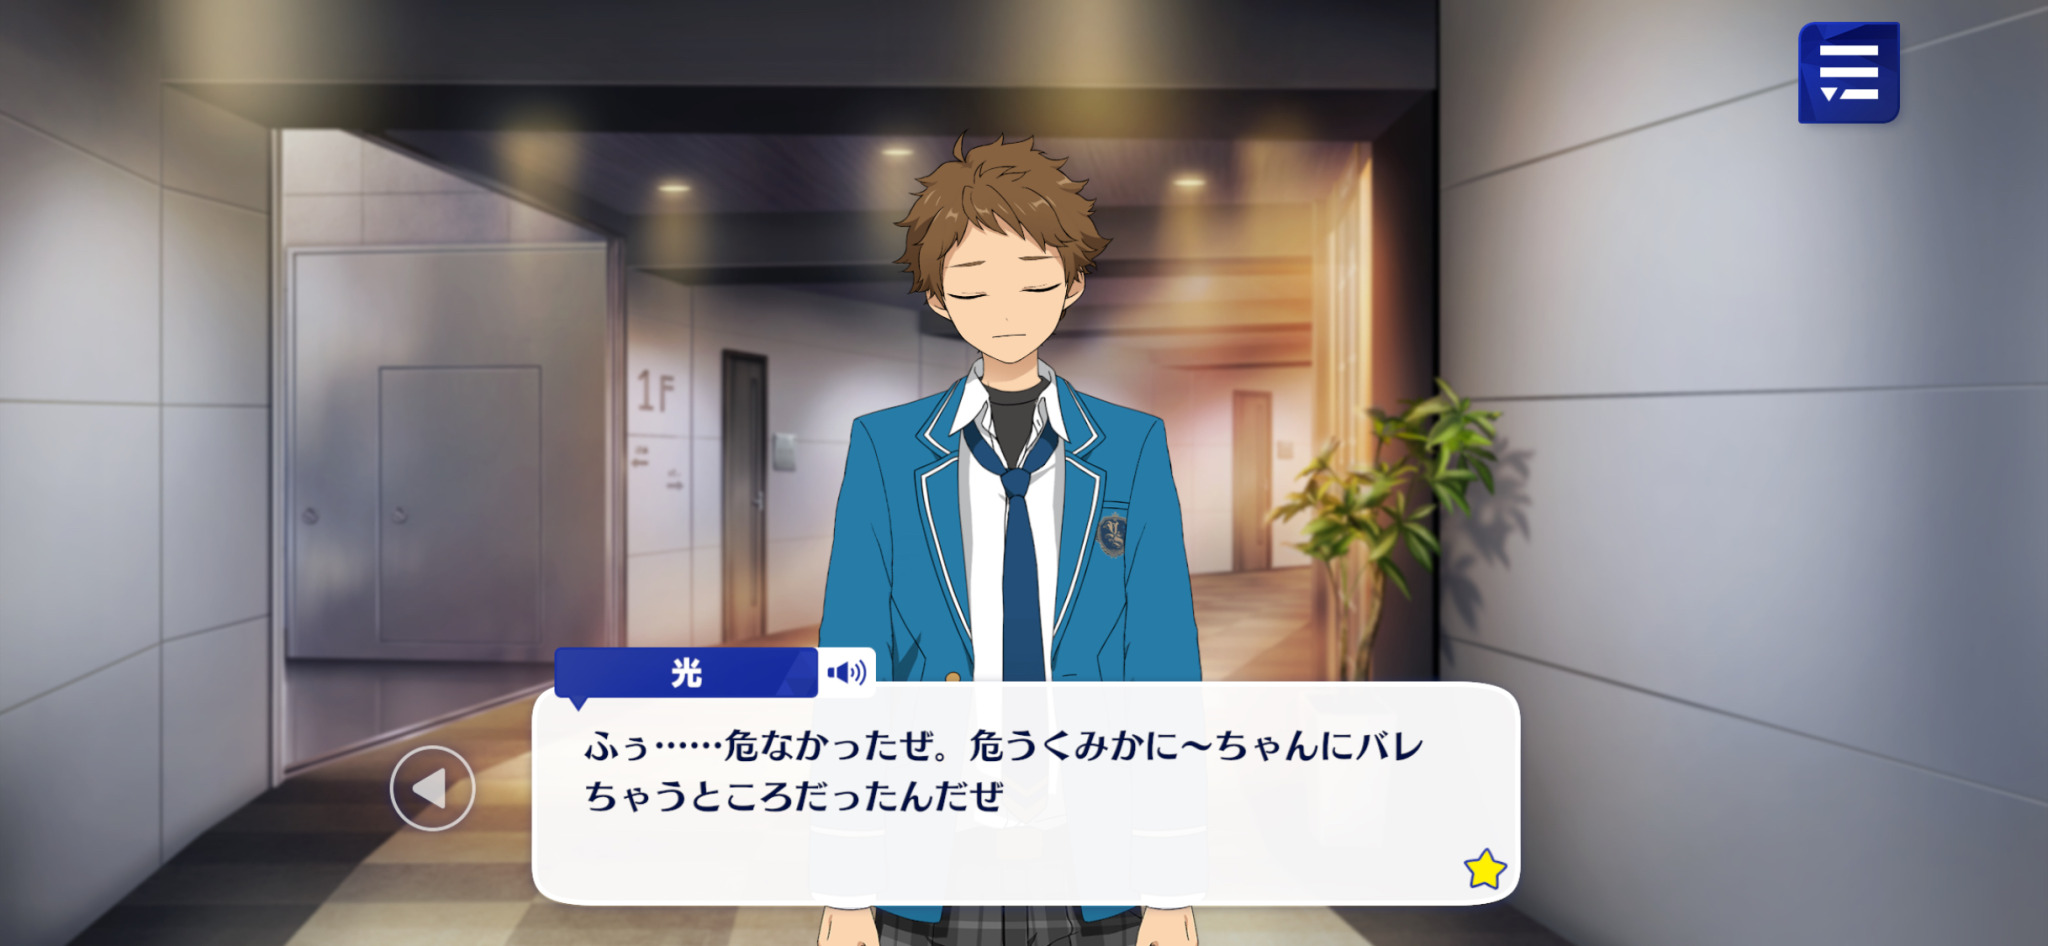 1F
光
ふぅ……危なかったぜ。危うくみかに~ちゃんにバレ
ちゃうところだったんだぜ